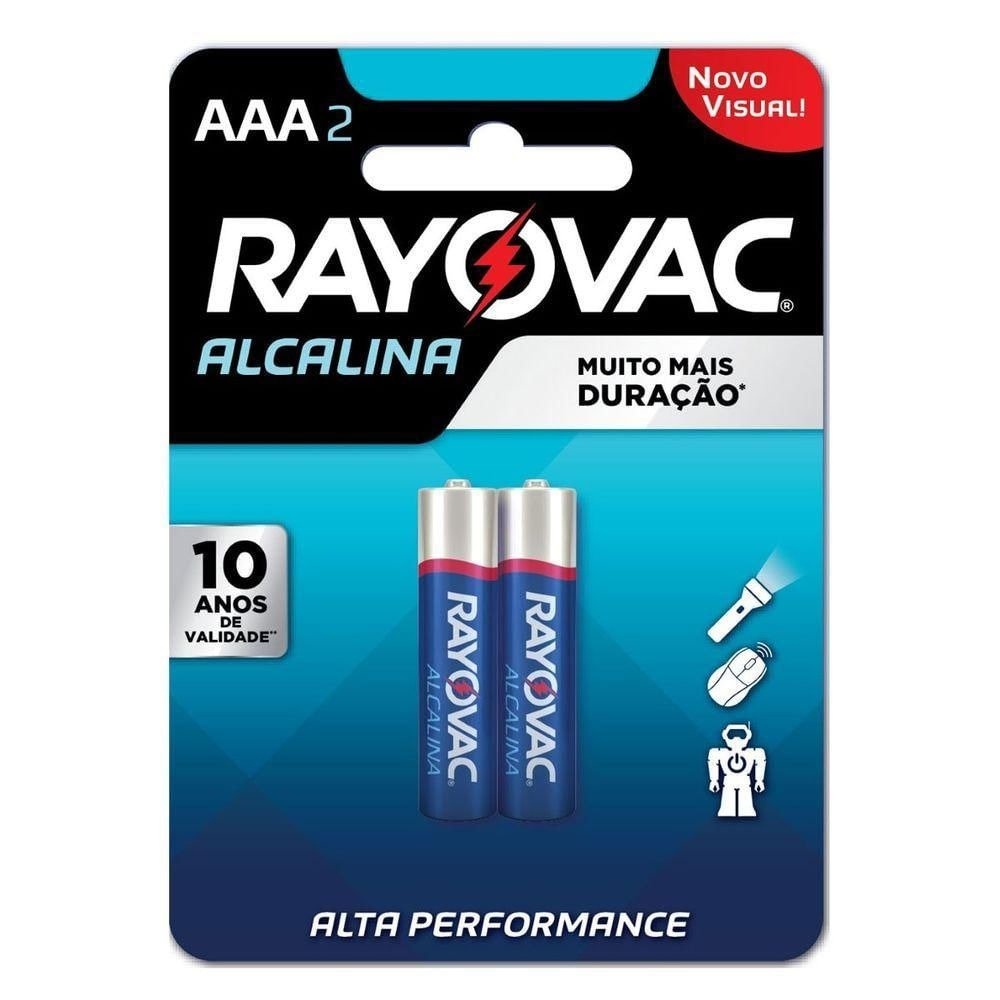 AAA 2
NOVO
VISUAL!
RAYOVAC®
ALCALINA
MUITO MAIS
DURAÇÃO*
10
ANOS
DE
VALIDADE**
RAYOVAC®
ALCALINA
RAYOVAC®
ALCALINA
ALTA PERFORMANCE